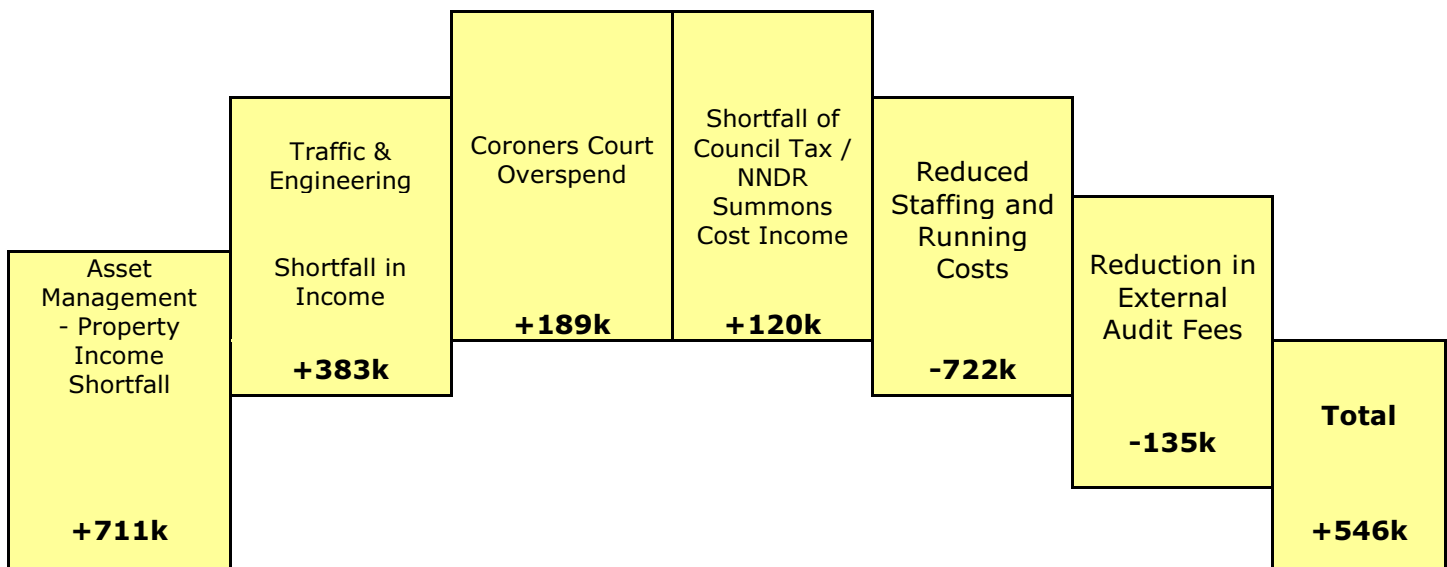 Asset
Management
- Property
Income
Shortfall
+711k
Traffic &
Engineering
Shortfall in
Income
+383k
Coroners Court
Overspend
+189k
Shortfall of
Council Tax /
NNDR
Summons
Cost Income
+120k
Reduced
Staffing and
Running
Costs
-722k
Reduction in
External
Audit Fees
-135k
Total
+546k